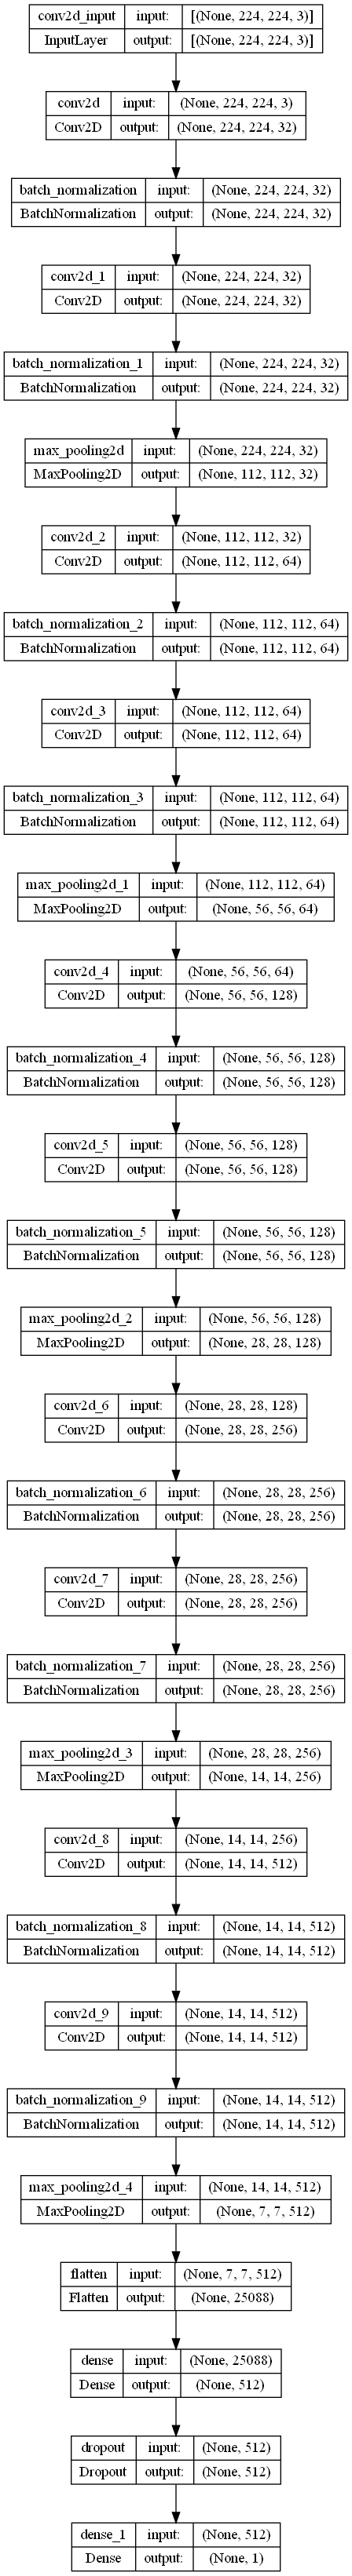 conv2d_input input: [(None, 224, 224, 3)]
InputLayer output: [(None, 224, 224, 3)]
conv2d input: (None, 224, 224, 3)
Conv2D output: (None, 224, 224, 32)
batch_normalization input: (None, 224, 224, 32)
BatchNormalization output: (None, 224, 224, 32)
conv2d_1 input: (None, 224, 224, 32)
Conv2D output: (None, 224, 224, 32)
batch_normalization_1 input: (None, 224, 224, 32)
BatchNormalization output: (None, 224, 224, 32)
max_pooling2d input: (None, 224, 224, 32)
MaxPooling2D output: (None, 112, 112, 32)
conv2d_2 input: (None, 112, 112, 32)
Conv2D output: (None, 112, 112, 64)
batch_normalization_2 input: (None, 112, 112, 64)
BatchNormalization output: (None, 112, 112, 64)
conv2d_3 input: (None, 112, 112, 64)
Conv2D output: (None, 112, 112, 64)
batch_normalization_3 input: (None, 112, 112, 64)
BatchNormalization output: (None, 112, 112, 64)
max_pooling2d_1 input: (None, 112, 112, 64)
MaxPooling2D output: (None, 56, 56, 64)
conv2d_4 input: (None, 56, 56, 64)
Conv2D output: (None, 56, 56, 128)
batch_normalization_4 input: (None, 56, 56, 128)
BatchNormalization output: (None, 56, 56, 128)
conv2d_5 input: (None, 56, 56, 128)
Conv2D output: (None, 56, 56, 128)
batch_normalization_5 input: (None, 56, 56, 128)
BatchNormalization output: (None, 56, 56, 128)
max_pooling2d_2 input: (None, 56, 56, 128)
MaxPooling2D output: (None, 28, 28, 128)
conv2d_6 input: (None, 28, 28, 128)
Conv2D output: (None, 28, 28, 256)
batch_normalization_6 input: (None, 28, 28, 256)
BatchNormalization output: (None, 28, 28, 256)
conv2d_7 input: (None, 28, 28, 256)
Conv2D output: (None, 28, 28, 256)
batch_normalization_7 input: (None, 28, 28, 256)
BatchNormalization output: (None, 28, 28, 256)
max_pooling2d_3 input: (None, 28, 28, 256)
MaxPooling2D output: (None, 14, 14, 256)
conv2d_8 input: (None, 14, 14, 256)
Conv2D output: (None, 14, 14, 512)
batch_normalization_8 input: (None, 14, 14, 512)
BatchNormalization output: (None, 14, 14, 512)
conv2d_9 input: (None, 14, 14, 512)
Conv2D output: (None, 14, 14, 512)
batch_normalization_9 input: (None, 14, 14, 512)
BatchNormalization output: (None, 14, 14, 512)
max_pooling2d_4 input: (None, 14, 14, 512)
MaxPooling2D output: (None, 7, 7, 512)
flatten input: (None, 7, 7, 512)
Flatten output: (None, 25088)
dense input: (None, 25088)
Dense output: (None, 512)
dropout input: (None, 512)
Dropout output: (None, 512)
dense_1 input: (None, 512)
Dense output: (None, 1)